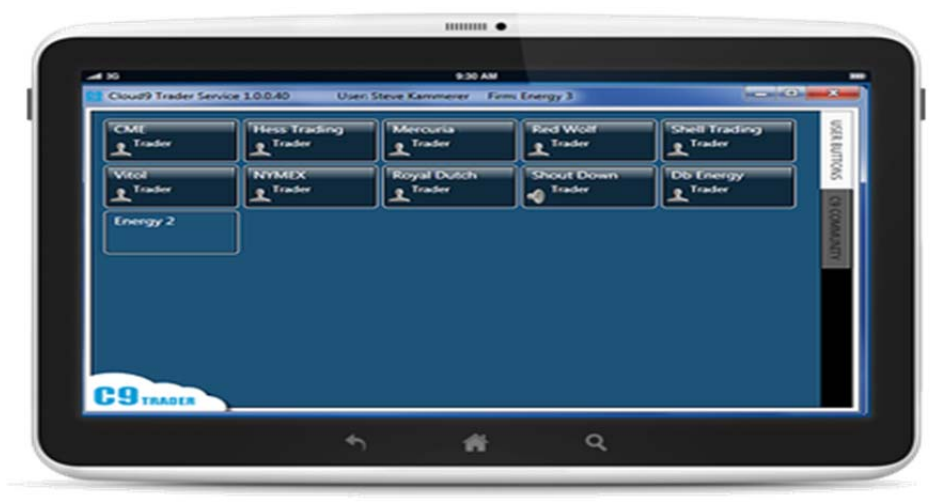 3G 9:30 AM
Cloud9 Trader Service 1.0.0.40 User: Steve Kammerer Firm: Energy 3
CME Hess Trading Mercuria Red Wolf Shell Trading
Trader Trader Trader Trader Trader
Vitol NYMEX Royal Dutch Shout Down Db Energy
Trader Trader Trader Trader Trader
Energy 2
USER BUTTONS
C9 COMMUNITY
C9 TRADER